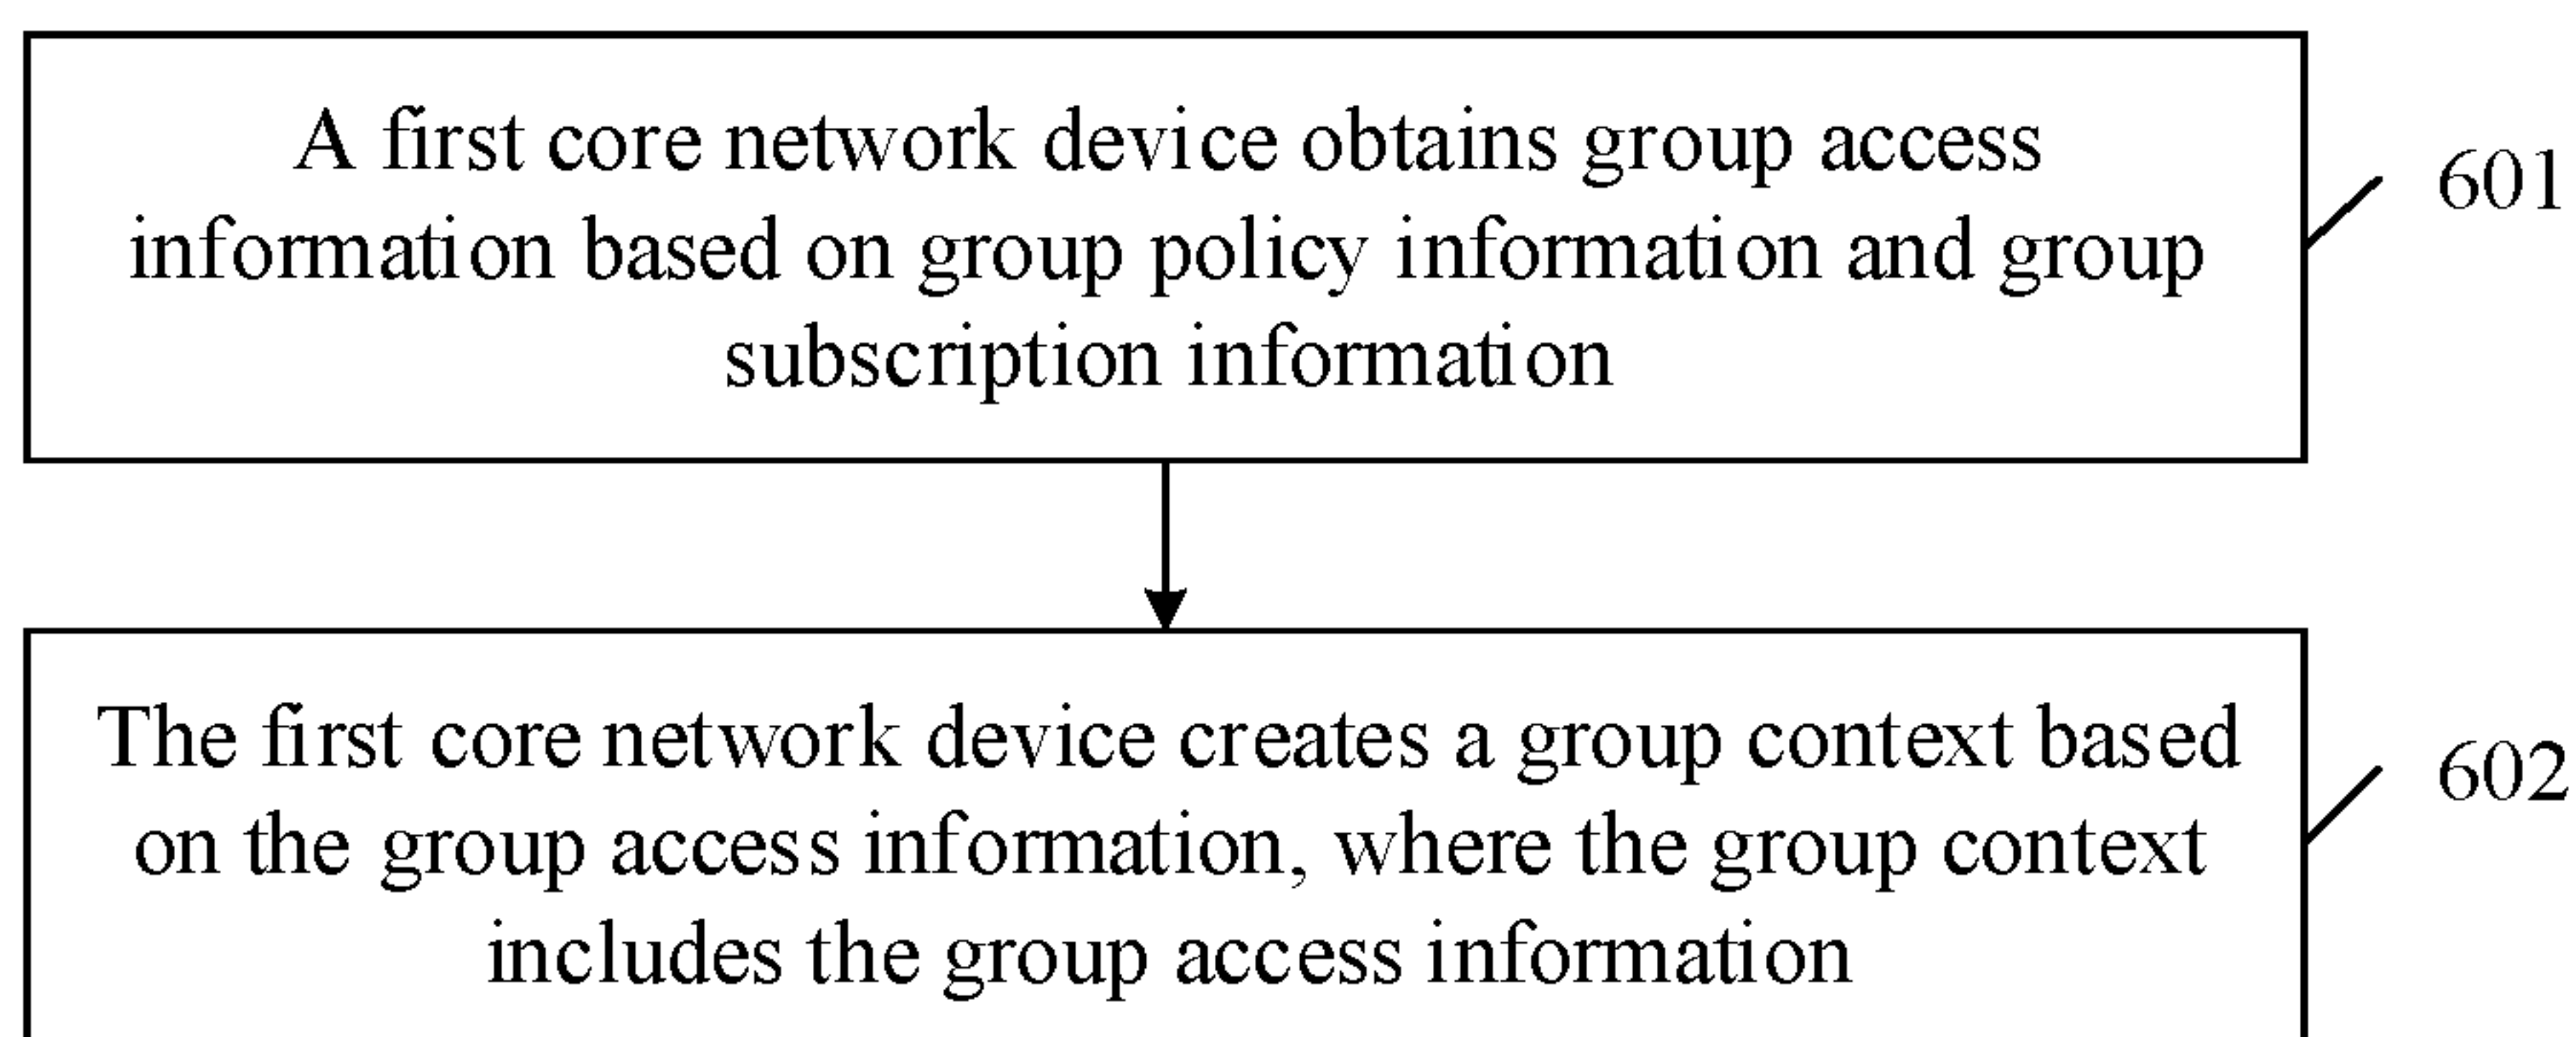 A first core network device obtains group access
information based on group policy information and group
subscription information
601
The first core network device creates a group context based
on the group access information, where the group context
includes the group access information
602